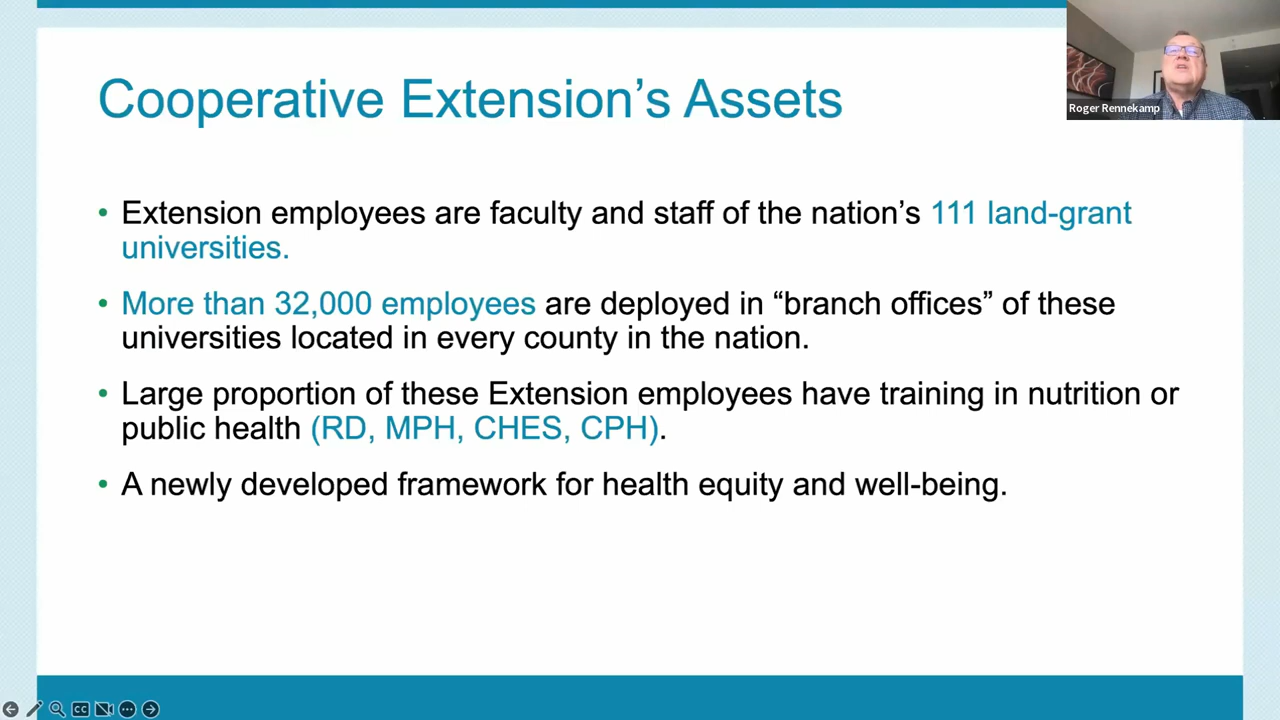 Cooperative Extension’s Assets
Roger Rennekamp
• Extension employees are faculty and staff of the nation’s 111 land-grant
universities.
• More than 32,000 employees are deployed in “branch offices” of these
universities located in every county in the nation.
• Large proportion of these Extension employees have training in nutrition or
public health (RD, MPH, CHES, CPH).
• A newly developed framework for health equity and well-being.
CC